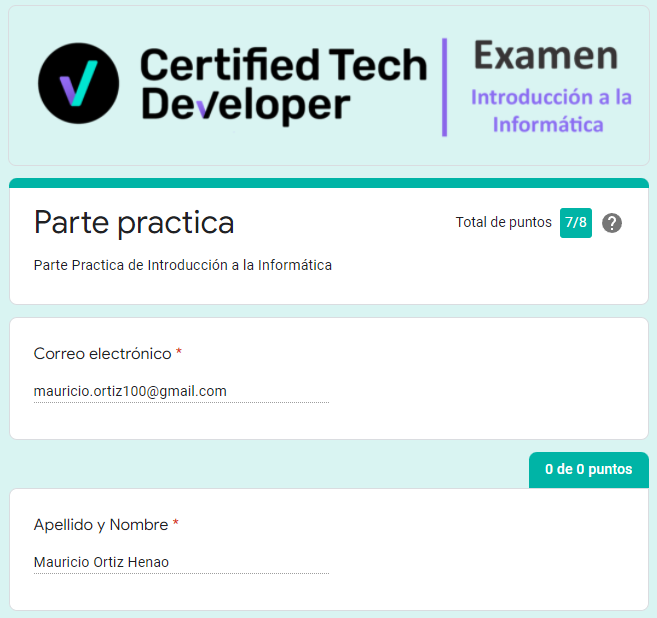 Certified Tech
Developer
Examen
Introducción a la
Informática
Parte practica
Total de puntos 7/8 ?
Parte Practica de Introducción a la Informática
Correo electrónico *
mauricio.ortiz100@gmail.com
0 de 0 puntos
Apellido y Nombre *
Mauricio Ortiz Henao